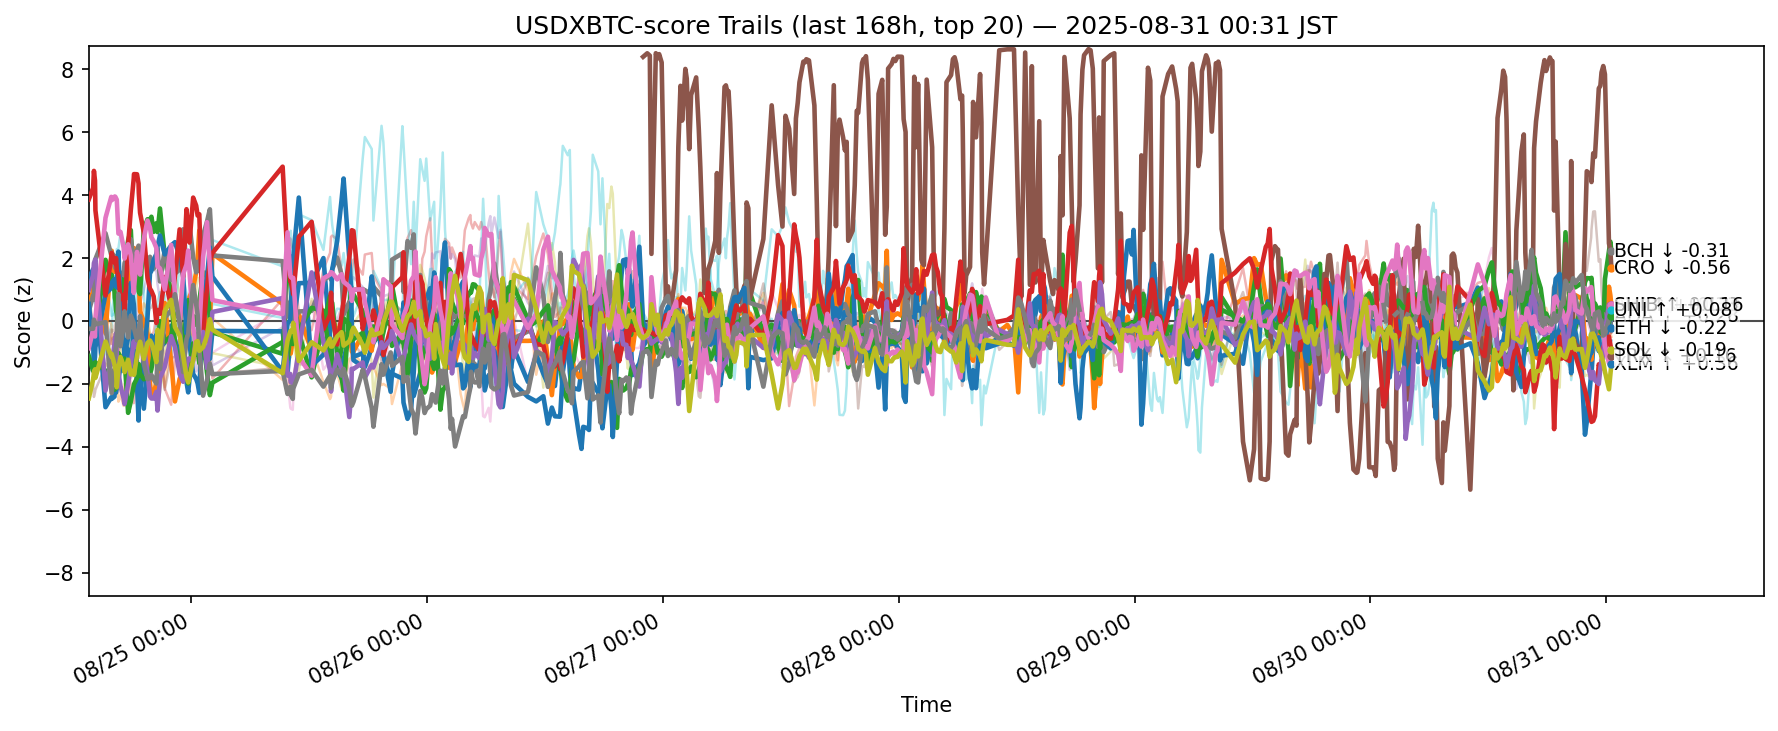 USDXBTC-score Trails (last 168h, top 20) — 2025-08-31 00:31 JST
Score (z)
8
6
4
2
0
−2
−4
−6
−8
BCH ↓ -0.31
CRO ↓ -0.56
UNI ↑ +0.08
ETH ↓ -0.22
SOL ↓ -0.19
XLM ↑ +0.36
08/25 00:00
08/26 00:00
08/27 00:00
08/28 00:00
08/29 00:00
08/30 00:00
08/31 00:00
Time